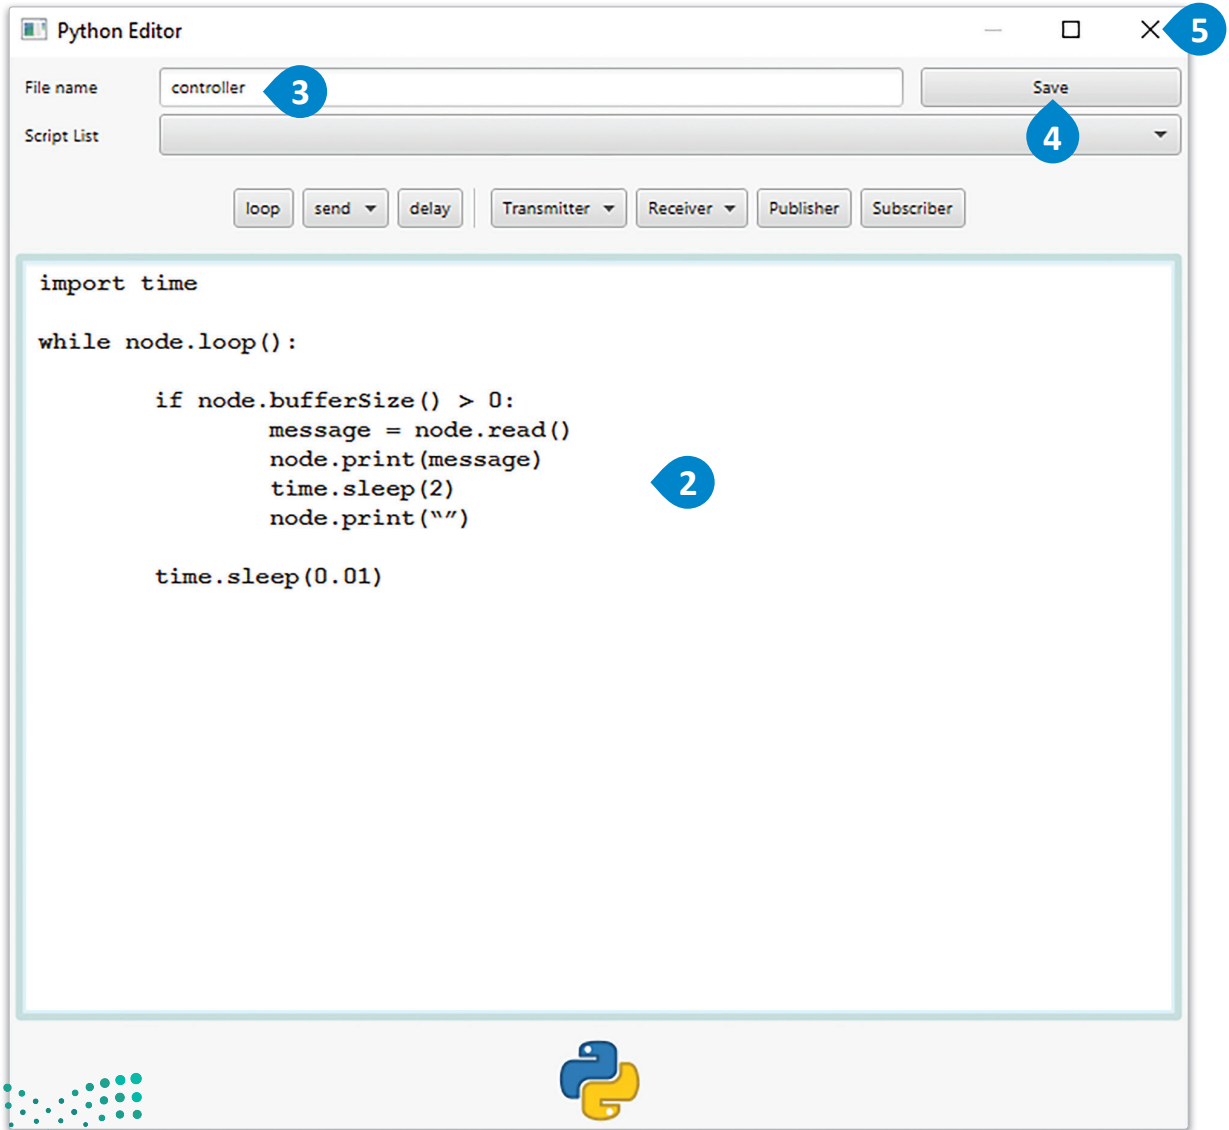 Python Editor
5
File name
controller
3
Save
Script List
4
loop
send
delay
Transmitter
Receiver
Publisher
Subscriber
import time
while node.loop():
if node.bufferSize() > 0:
message = node.read()
node.print(message)
time.sleep(2)
node.print(“”)
2
time.sleep(0.01)